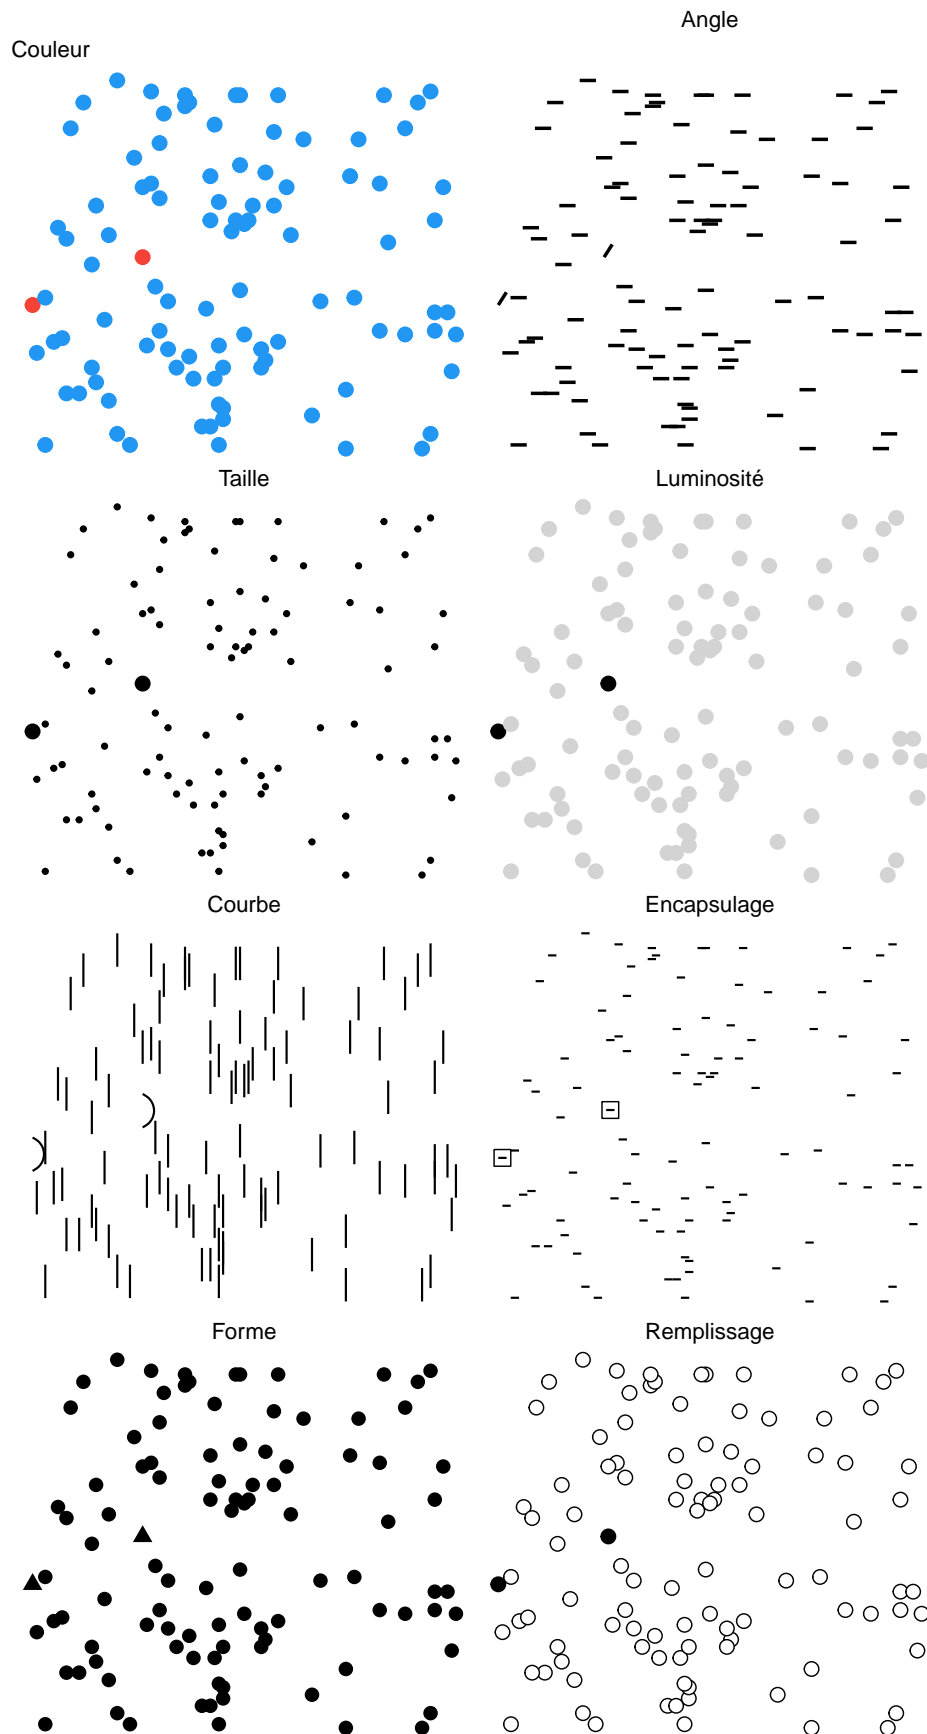 Couleur
Angle
Taille
Luminosité
Courbe
Encapsulage
Forme
Remplissage